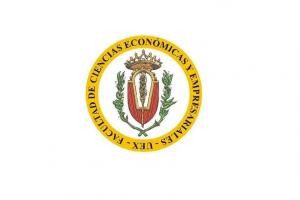 FACULTAD DE CIENCIAS ECONÓMICAS Y EMPRESARIALES - UEX -